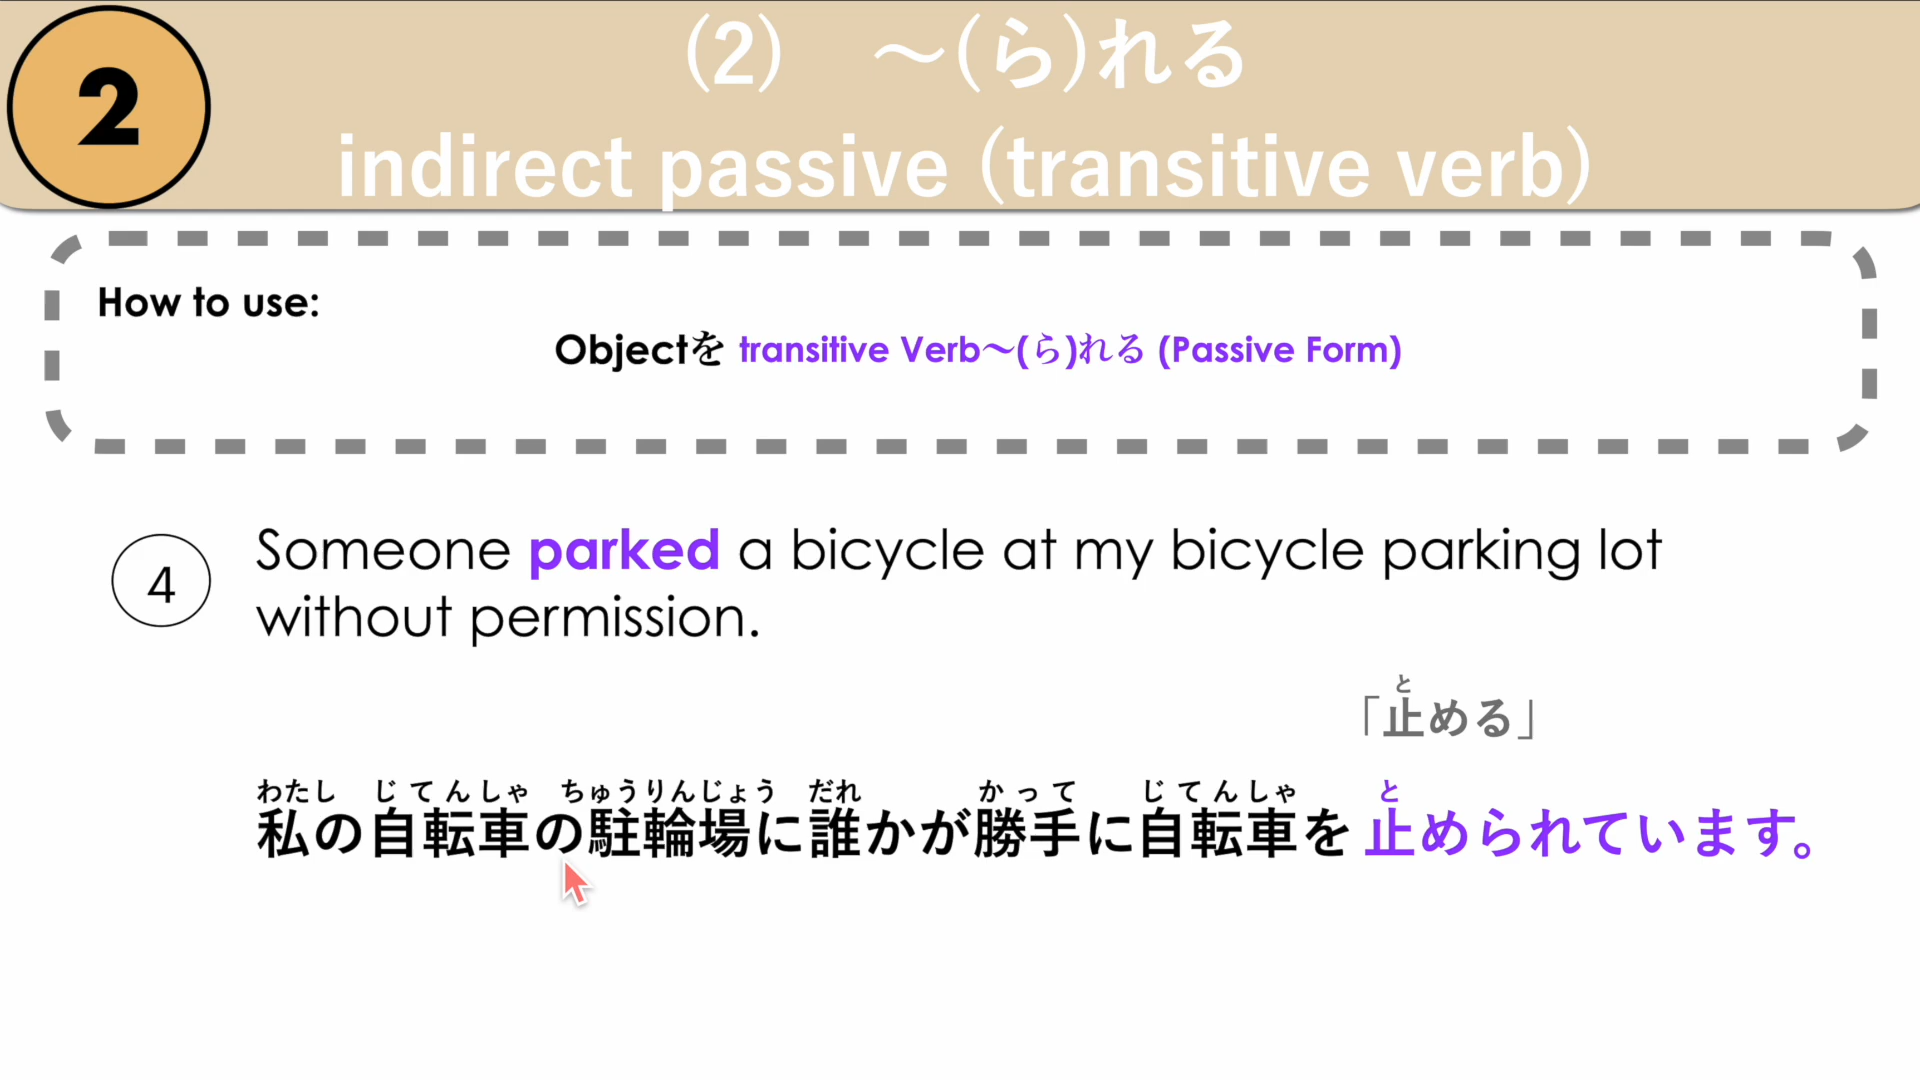 2
(2) ～(ら)れる
indirect passive (transitive verb)
How to use:
Objectを transitive Verb～(ら)れる (Passive Form)
4
Someone parked a bicycle at my bicycle parking lot
without permission.
と
「止める」
わたし じてんしゃ ちゅうりんじょう だれ かって じてんしゃ と
私の自転車の駐輪場に誰かが勝手に自転車を止められています。